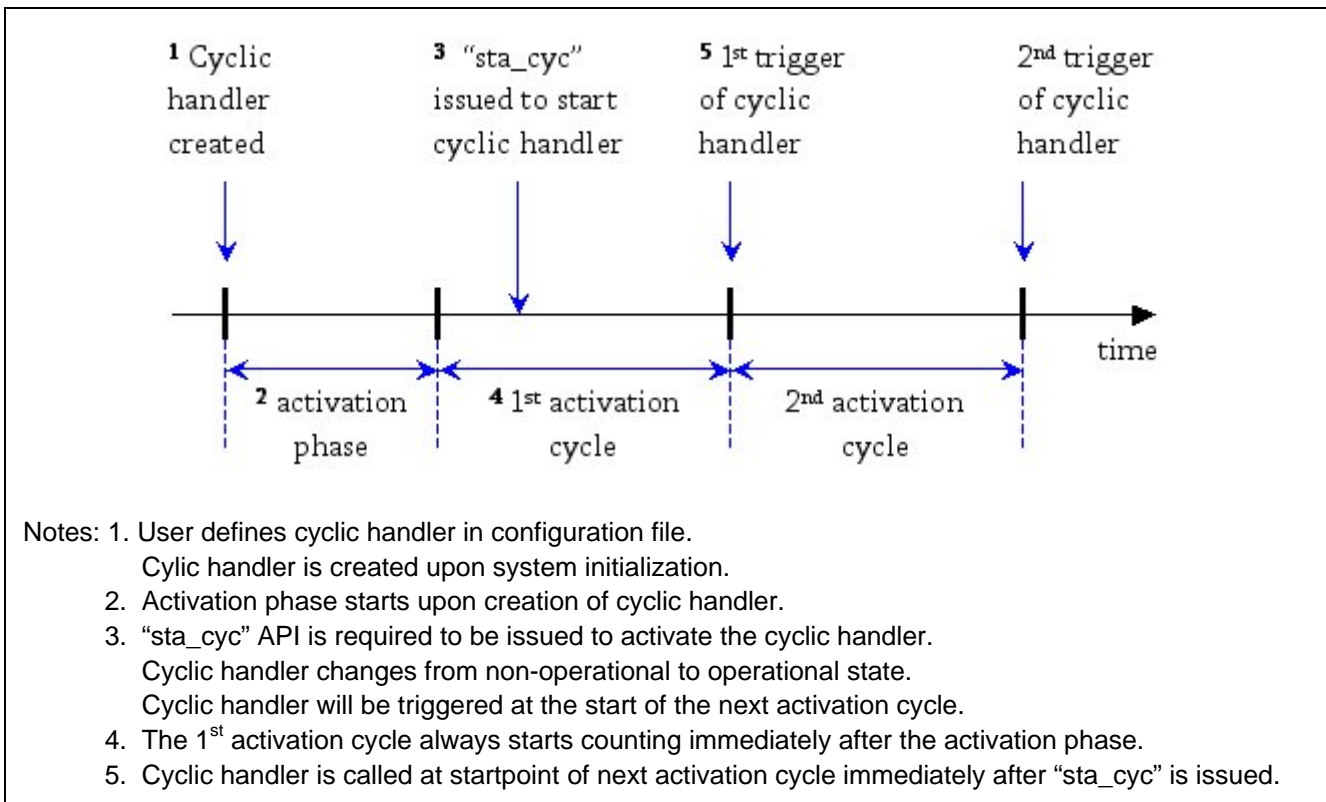 1 Cyclic
handler
created
3 “sta_cyc”
issued to start
cyclic handler
5 1st trigger
of cyclic
handler
2nd trigger
of cyclic
handler
time
2 activation
phase
4 1st activation
cycle
2nd activation
cycle
Notes: 1. User defines cyclic handler in configuration file.
Cylic handler is created upon system initialization.
2. Activation phase starts upon creation of cyclic handler.
3. “sta_cyc” API is required to be issued to activate the cyclic handler.
Cyclic handler changes from non-operational to operational state.
Cyclic handler will be triggered at the start of the next activation cycle.
4. The 1st activation cycle always starts counting immediately after the activation phase.
5. Cyclic handler is called at startpoint of next activation cycle immediately after “sta_cyc” is issued.